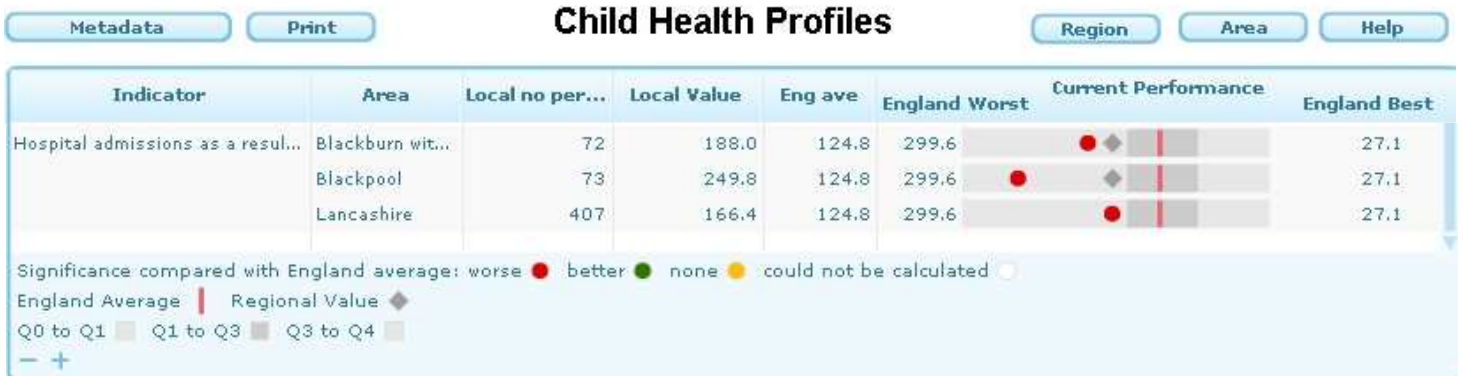 Metadata Print Child Health Profiles Region Area Help
Indicator Area Local no per... Local Value Eng ave England Worst Current Performance England Best
Hospital admissions as a resul... Blackburn wit... 72 188.0 124.8 299.6 27.1
Blackpool 73 249.8 124.8 299.6 27.1
Lancashire 407 166.4 124.8 299.6 27.1
Significance compared with England average: worse better none could not be calculated
England Average Regional Value
Q0 to Q1 Q1 to Q3 Q3 to Q4
− +